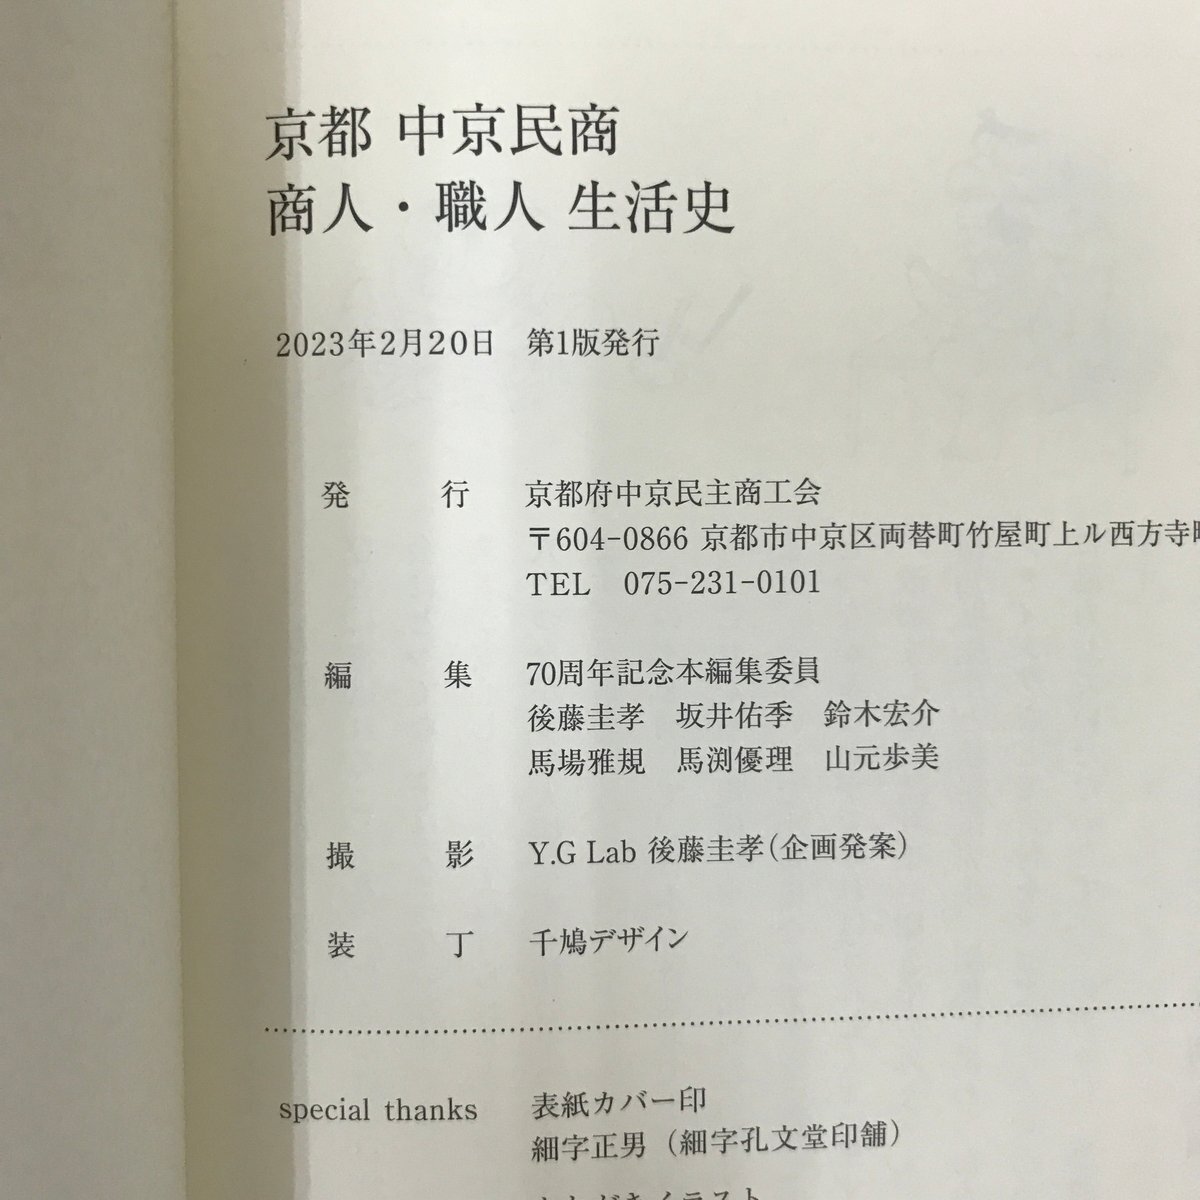 京都 中京民商
商人・職人 生活史
2023年2月20日　第1版発行
発行　京都府中京民主商工会
〒604-0866 京都市中京区両替町竹屋町上ル西方寺町
TEL　075-231-0101
編集　70周年記念本編集委員
後藤圭孝　坂井佑季　鈴木宏介
馬場雅規　馬渕優理　山元歩美
撮影　Y.G Lab 後藤圭孝(企画発案)
装丁　千鳩デザイン
special thanks　表紙カバー印
細字正男（細字孔文堂印舗）